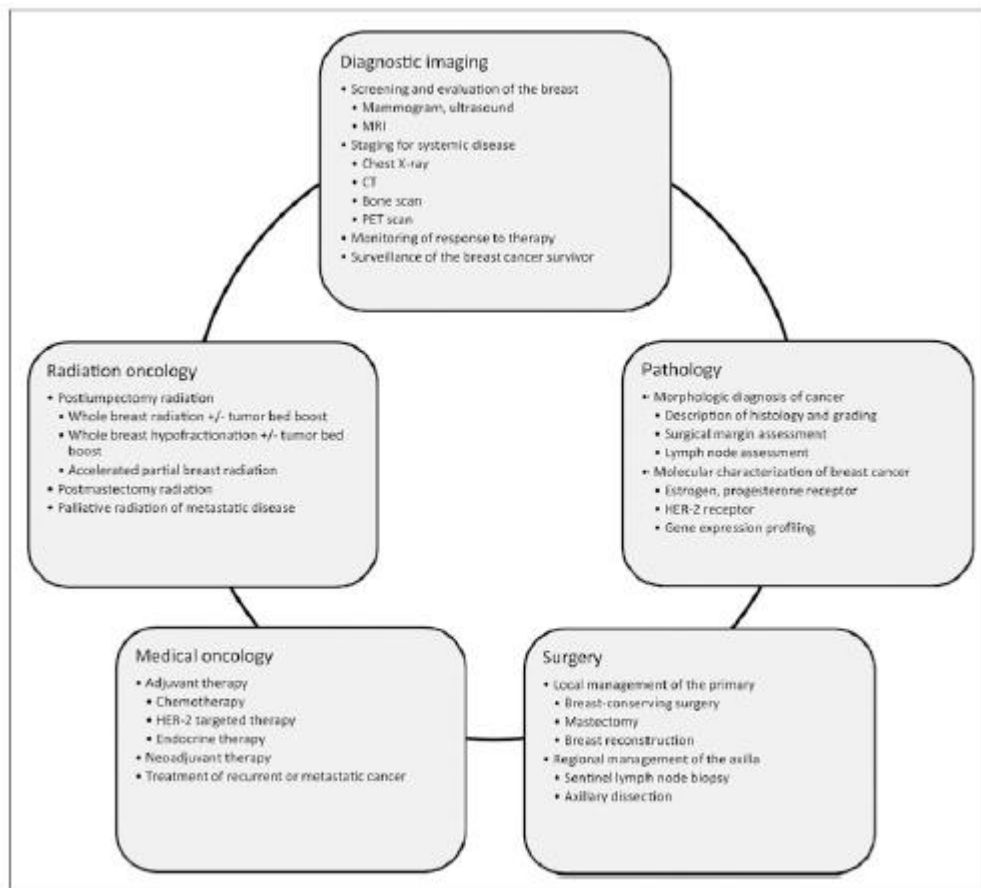 Diagnostic imaging
• Screening and evaluation of the breast
• Mammogram, ultrasound
• MRI
• Staging for systemic disease
• Chest X-ray
• CT
• Bone scan
• PET scan
• Monitoring of response to therapy
• Surveillance of the breast cancer survivor
Radiation oncology
• Postlumpectomy radiation
• Whole breast radiation +/- tumor bed boost
• Whole breast hypofractionation +/- tumor bed
boost
• Accelerated partial breast radiation
• Postmastectomy radiation
• Palliative radiation of metastatic disease
Pathology
• Morphologic diagnosis of cancer
• Description of histology and grading
• Surgical margin assessment
• Lymph node assessment
• Molecular characterization of breast cancer
• Estrogen, progesterone receptor
• HER-2 receptor
• Gene expression profiling
Medical oncology
• Adjuvant therapy
• Chemotherapy
• HER-2 targeted therapy
• Endocrine therapy
• Neoadjuvant therapy
• Treatment of recurrent or metastatic cancer
Surgery
• Local management of the primary
• Breast-conserving surgery
• Mastectomy
• Breast reconstruction
• Regional management of the axilla
• Sentinel lymph node biopsy
• Axillary dissection